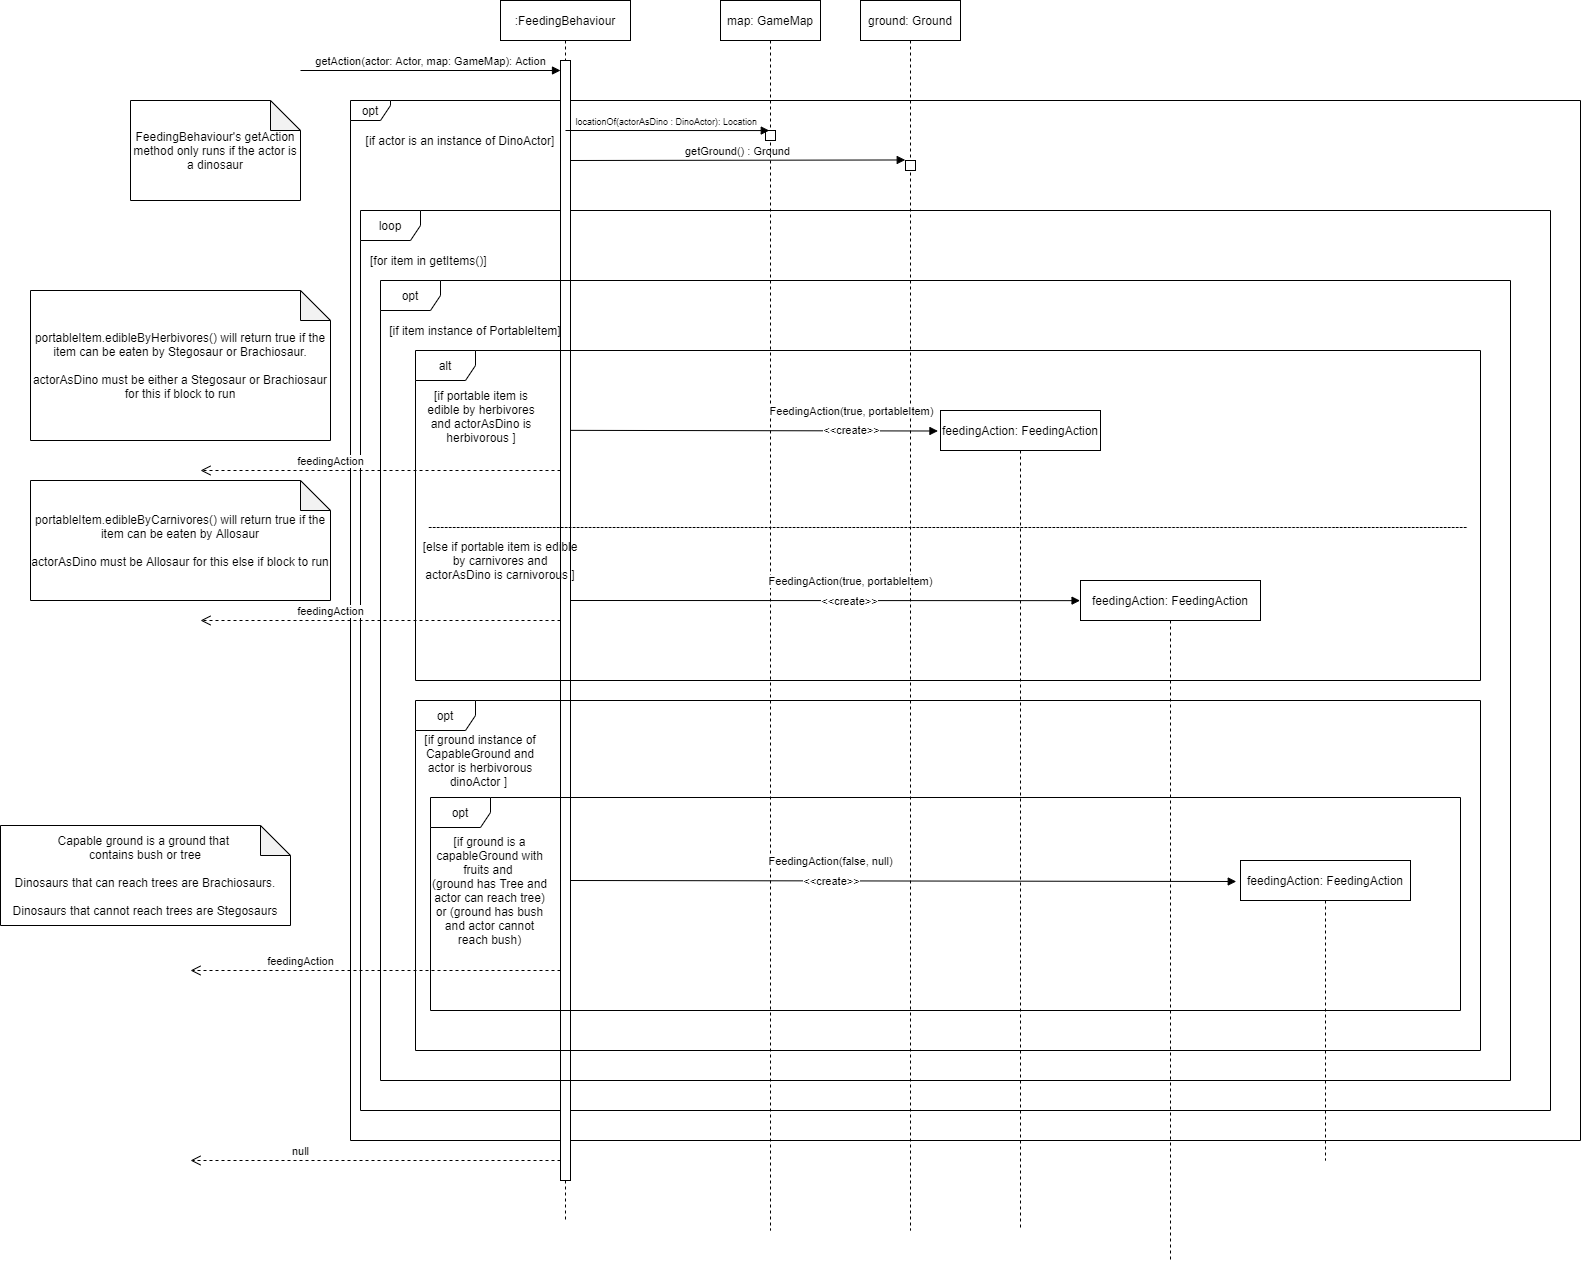 :FeedingBehaviour
map: GameMap
ground: Ground
getAction(actor: Actor, map: GameMap): Action
opt
FeedingBehaviour's getAction
method only runs if the actor is
a dinosaur
[if actor is an instance of DinoActor]
locationOf(actorAsDino : DinoActor): Location
getGround() : Ground
loop
[for item in getItems()]
opt
[if item instance of PortableItem]
portableItem.edibleByHerbivores() will return true if the
item can be eaten by Stegosaur or Brachiosaur.
actorAsDino must be either a Stegosaur or Brachiosaur
for this if block to run
alt
[if portable item is
edible by herbivores
and actorAsDino is
herbivorous ]
FeedingAction(true, portableItem)
<<create>>
feedingAction: FeedingAction
feedingAction
portableItem.edibleByCarnivores() will return true if the
item can be eaten by Allosaur
actorAsDino must be Allosaur for this else if block to run
[else if portable item is edible
by carnivores and
actorAsDino is carnivorous ]
FeedingAction(true, portableItem)
<<create>>
feedingAction: FeedingAction
feedingAction
opt
[if ground instance of
CapableGround and
actor is herbivorous
dinoActor ]
opt
[if ground is a
capableGround with
fruits and
(ground has Tree and
actor can reach tree)
or (ground has bush
and actor cannot
reach bush)
Capable ground is a ground that
contains bush or tree
Dinosaurs that can reach trees are Brachiosaurs.
Dinosaurs that cannot reach trees are Stegosaurs
FeedingAction(false, null)
<<create>>
feedingAction: FeedingAction
feedingAction
null